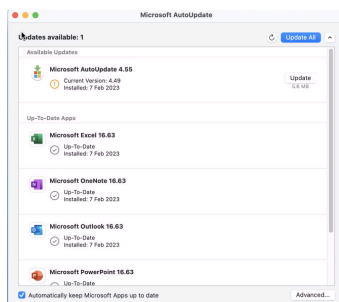 Microsoft AutoUpdate
Updates available: 1
Update All
Available Updates
Microsoft AutoUpdate 4.55
Current Version: 4.49
Installed: 7 Feb 2023
Update
5.6 MB
Up-To-Date Apps
Microsoft Excel 16.63
Up-To-Date
Installed: 7 Feb 2023
Microsoft OneNote 16.63
Up-To-Date
Installed: 7 Feb 2023
Microsoft Outlook 16.63
Up-To-Date
Installed: 7 Feb 2023
Microsoft PowerPoint 16.63
Up-To-Date
Automatically keep Microsoft Apps up to date
Advanced...